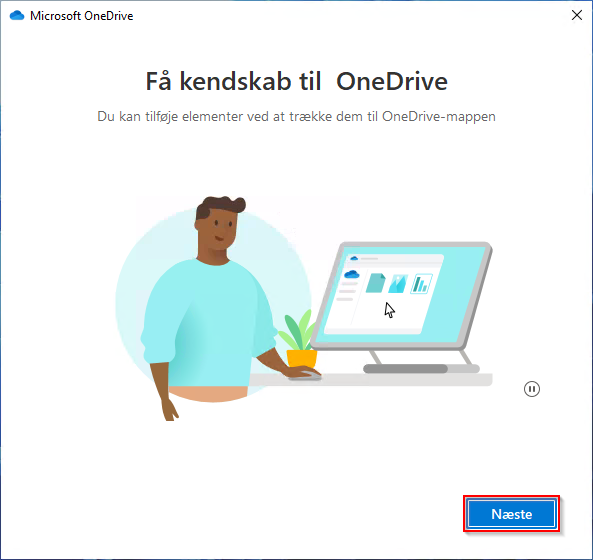 Microsoft OneDrive
Få kendskab til  OneDrive
Du kan tilføje elementer ved at trække dem til OneDrive-mappen
Næste